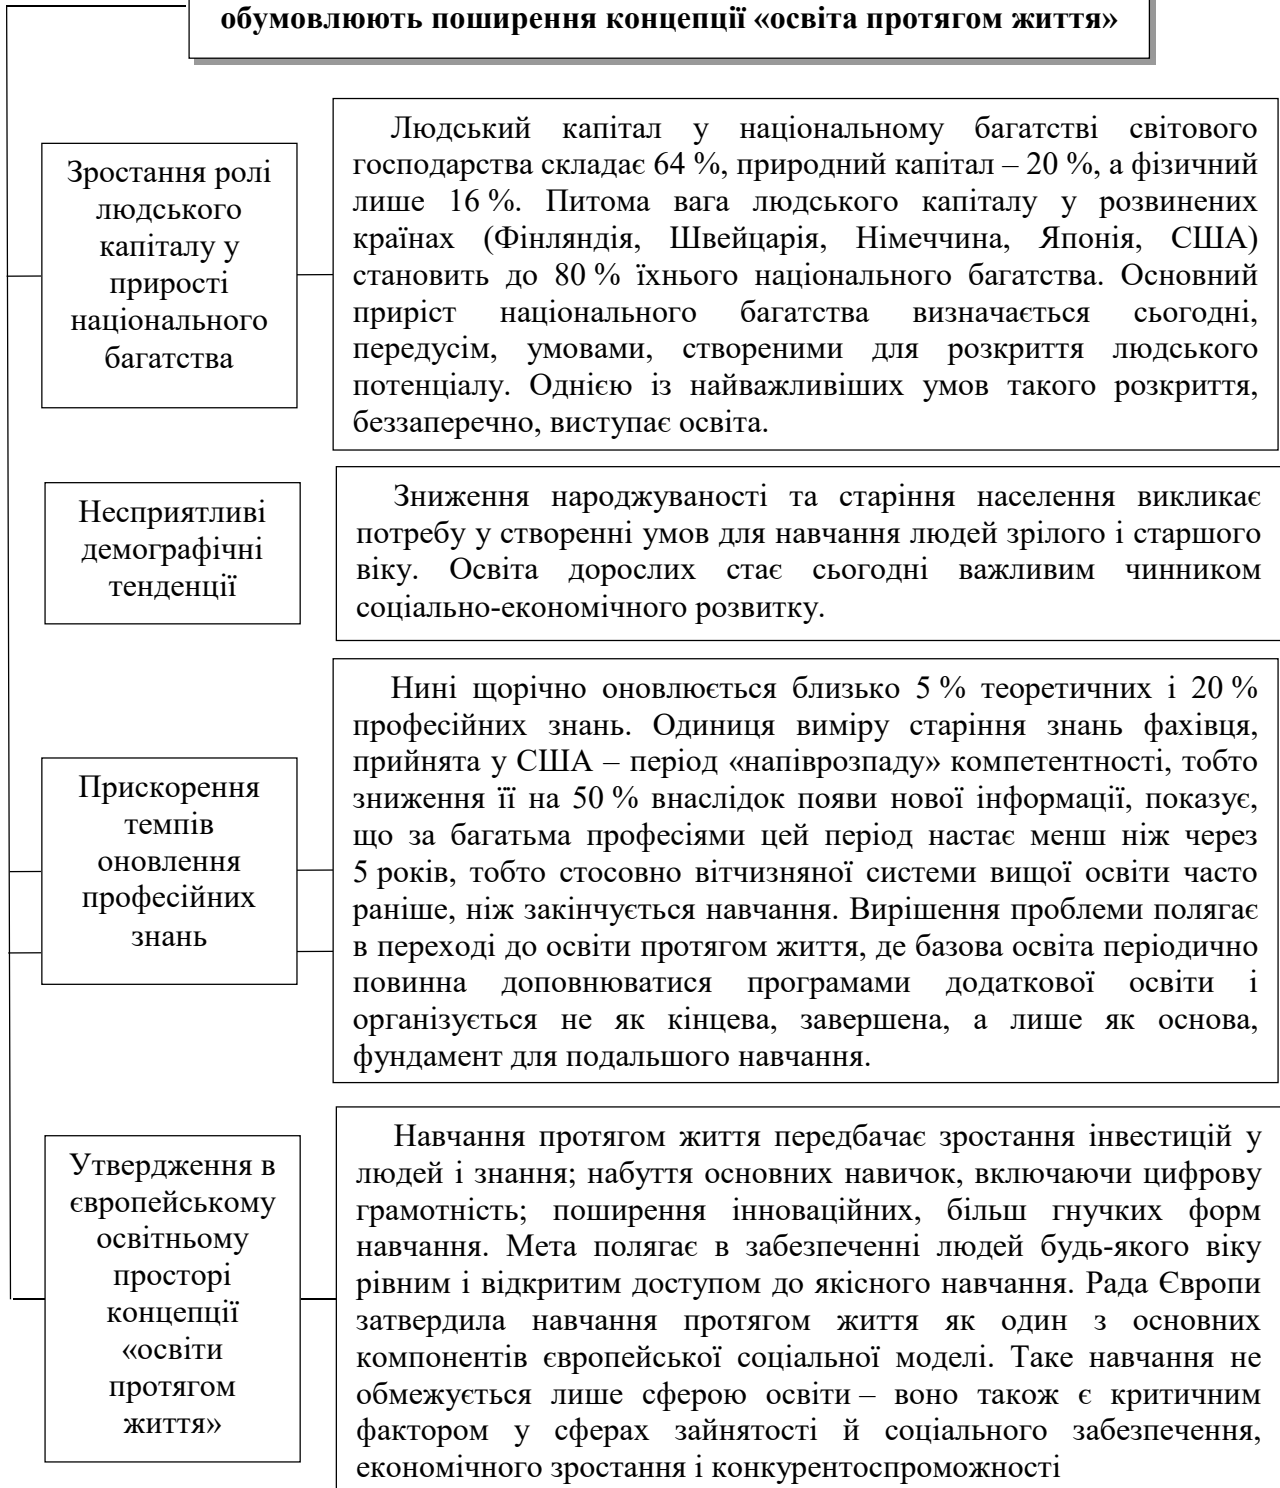 обумовлюють поширення концепції «освіта протягом життя»
Зростання ролі
людського
капіталу у
прирості
національного
багатства
Людський капітал у національному багатстві світового
господарства складає 64 %, природний капітал – 20 %, а фізичний
лише 16 %. Питома вага людського капіталу у розвинених
країнах (Фінляндія, Швейцарія, Німеччина, Японія, США)
становить до 80 % їхнього національного багатства. Основний
приріст національного багатства визначається сьогодні,
передусім, умовами, створеними для розкриття людського
потенціалу. Однією із найважливіших умов такого розкриття,
беззаперечно, виступає освіта.
Несприятливі
демографічні
тенденції
Зниження народжуваності та старіння населення викликає
потребу у створенні умов для навчання людей зрілого і старшого
віку. Освіта дорослих стає сьогодні важливим чинником
соціально-економічного розвитку.
Прискорення
темпів
оновлення
професійних
знань
Нині щорічно оновлюється близько 5 % теоретичних і 20 %
професійних знань. Одиниця виміру старіння знань фахівця,
прийнята у США – період «напіврозпаду» компетентності, тобто
зниження її на 50 % внаслідок появи нової інформації, показує,
що за багатьма професіями цей період настає менш ніж через
5 років, тобто стосовно вітчизняної системи вищої освіти часто
раніше, ніж закінчується навчання. Вирішення проблеми полягає
в переході до освіти протягом життя, де базова освіта періодично
повинна доповнюватися програмами додаткової освіти і
організується не як кінцева, завершена, а лише як основа,
фундамент для подальшого навчання.
Утвердження в
європейському
освітньому
просторі
концепції
«освіти
протягом
життя»
Навчання протягом життя передбачає зростання інвестицій у
людей і знання; набуття основних навичок, включаючи цифрову
грамотність; поширення інноваційних, більш гнучких форм
навчання. Мета полягає в забезпеченні людей будь-якого віку
рівним і відкритим доступом до якісного навчання. Рада Європи
затвердила навчання протягом життя як один з основних
компонентів європейської соціальної моделі. Таке навчання не
обмежується лише сферою освіти – воно також є критичним
фактором у сферах зайнятості й соціального забезпечення,
економічного зростання і конкурентоспроможності